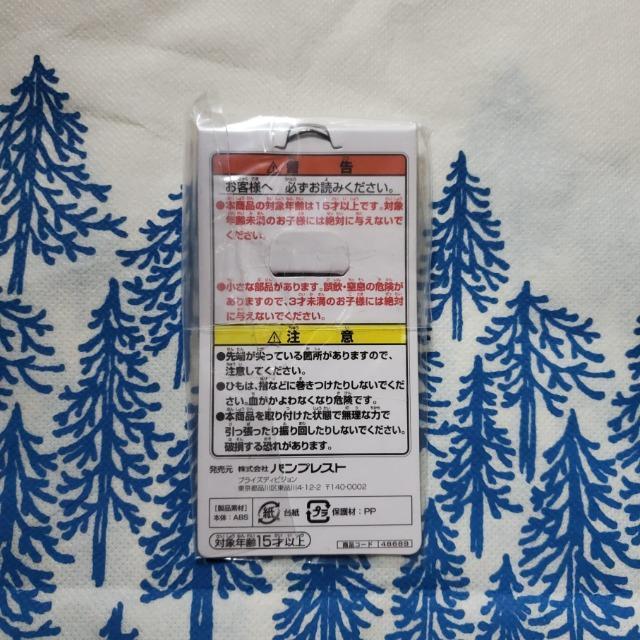 ⚠警告
お客様へ 必ずお読みください。
●本商品の対象年齢は15才以上です。対象
年齢未満のお子様には絶対に与えないで
ください。
●小さな部品があります。誤飲・窒息の危険が
ありますので、3才未満のお子様には絶対
に与えないでください。
⚠注意
●先端が尖っている箇所がありますので、
注意してください。
●ひもは、指などに巻きつけたりしないでくだ
さい。血がかよわなくなり危険です。
●本商品を取り付けた状態で無理な力で
引っ張ったり振り回したりしないでください。
破損する恐れがあります。
発売元 株式会社 バンプレスト
プライズディビジョン
東京都品川区東品川4-12-2 〒140-0002
【製品素材】
本体：ABS
紙 台紙 プラ 保護材：PP
対象年齢15才以上
商品コード 48689